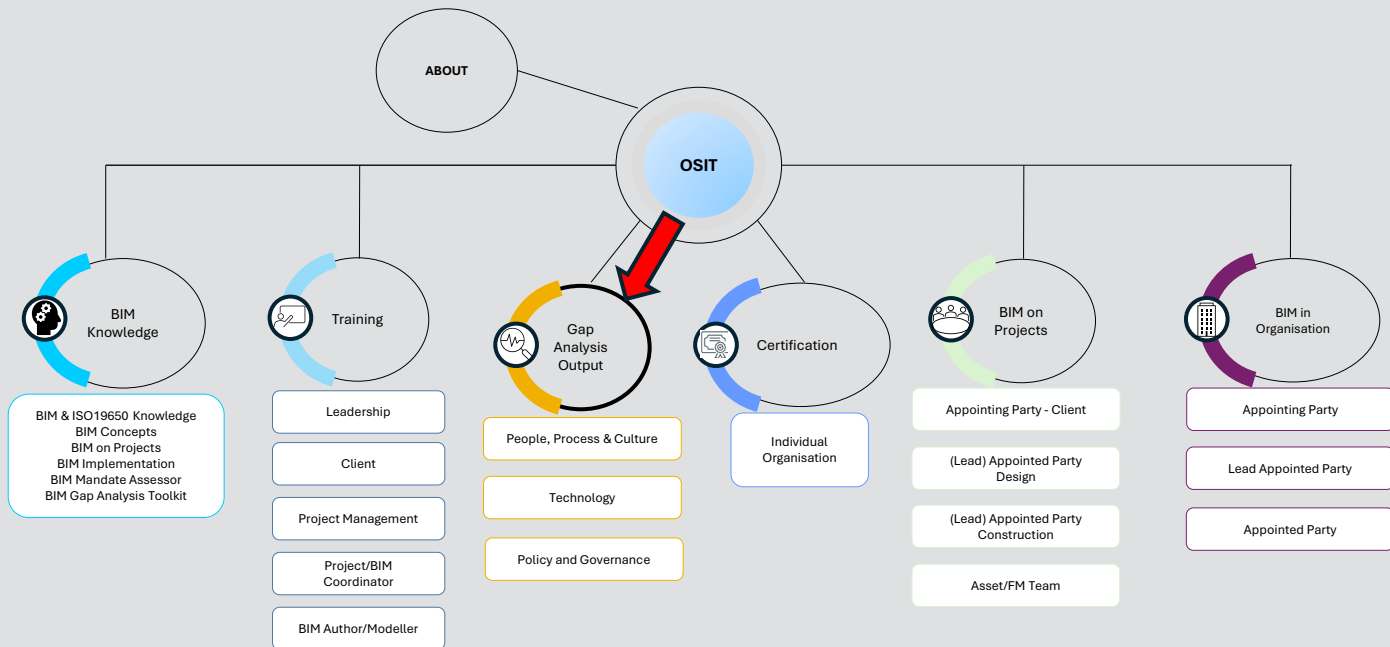 ABOUT
OSIT
BIM
Knowledge
BIM & ISO19650 Knowledge
BIM Concepts
BIM on Projects
BIM Implementation
BIM Mandate Assessor
BIM Gap Analysis Toolkit
Training
Leadership
Client
Project Management
Project/BIM
Coordinator
BIM Author/Modeller
Gap
Analysis
Output
People, Process & Culture
Technology
Policy and Governance
Certification
Individual
Organisation
BIM on
Projects
Appointing Party - Client
(Lead) Appointed Party
Design
(Lead) Appointed Party
Construction
Asset/FM Team
BIM in
Organisation
Appointing Party
Lead Appointed Party
Appointed Party